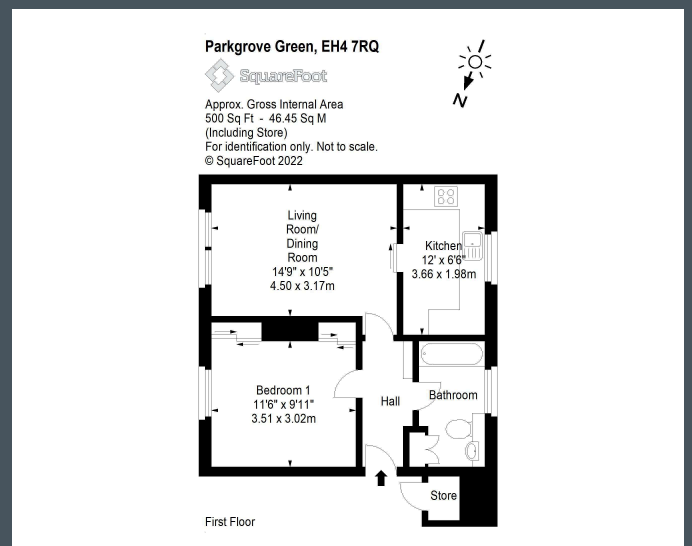 Parkgrove Green, EH4 7RQ
SquareFoot
Approx. Gross Internal Area
500 Sq Ft - 46.45 Sq M
(Including Store)
For identification only. Not to scale.
© SquareFoot 2022
N
Living
Room/
Dining
Room
14'9" x 10'5"
4.50 x 3.17m
Kitchen
12' x 6'6"
3.66 x 1.98m
Bedroom 1
11'6" x 9'11"
3.51 x 3.02m
Hall
Bathroom
Store
First Floor